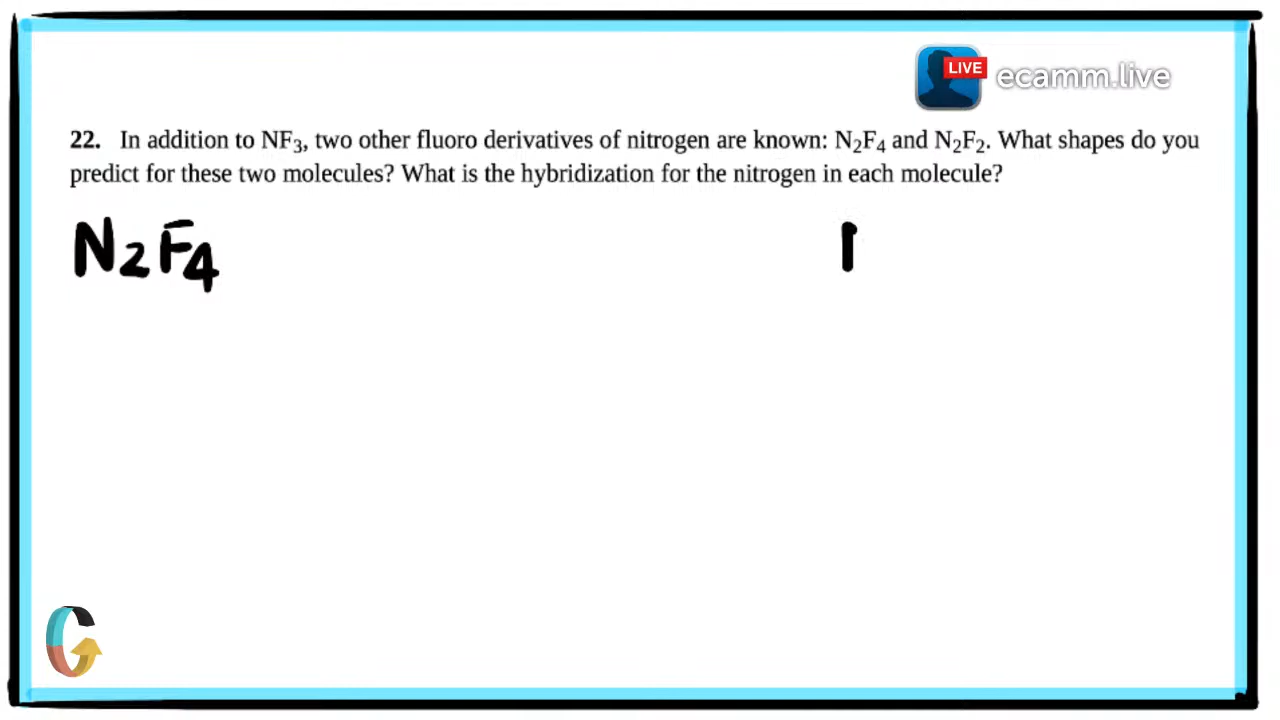 LIVE ecamm.live
22. In addition to NF₃, two other fluoro derivatives of nitrogen are known: N₂F₄ and N₂F₂. What shapes do you
predict for these two molecules? What is the hybridization for the nitrogen in each molecule?
N₂F₄